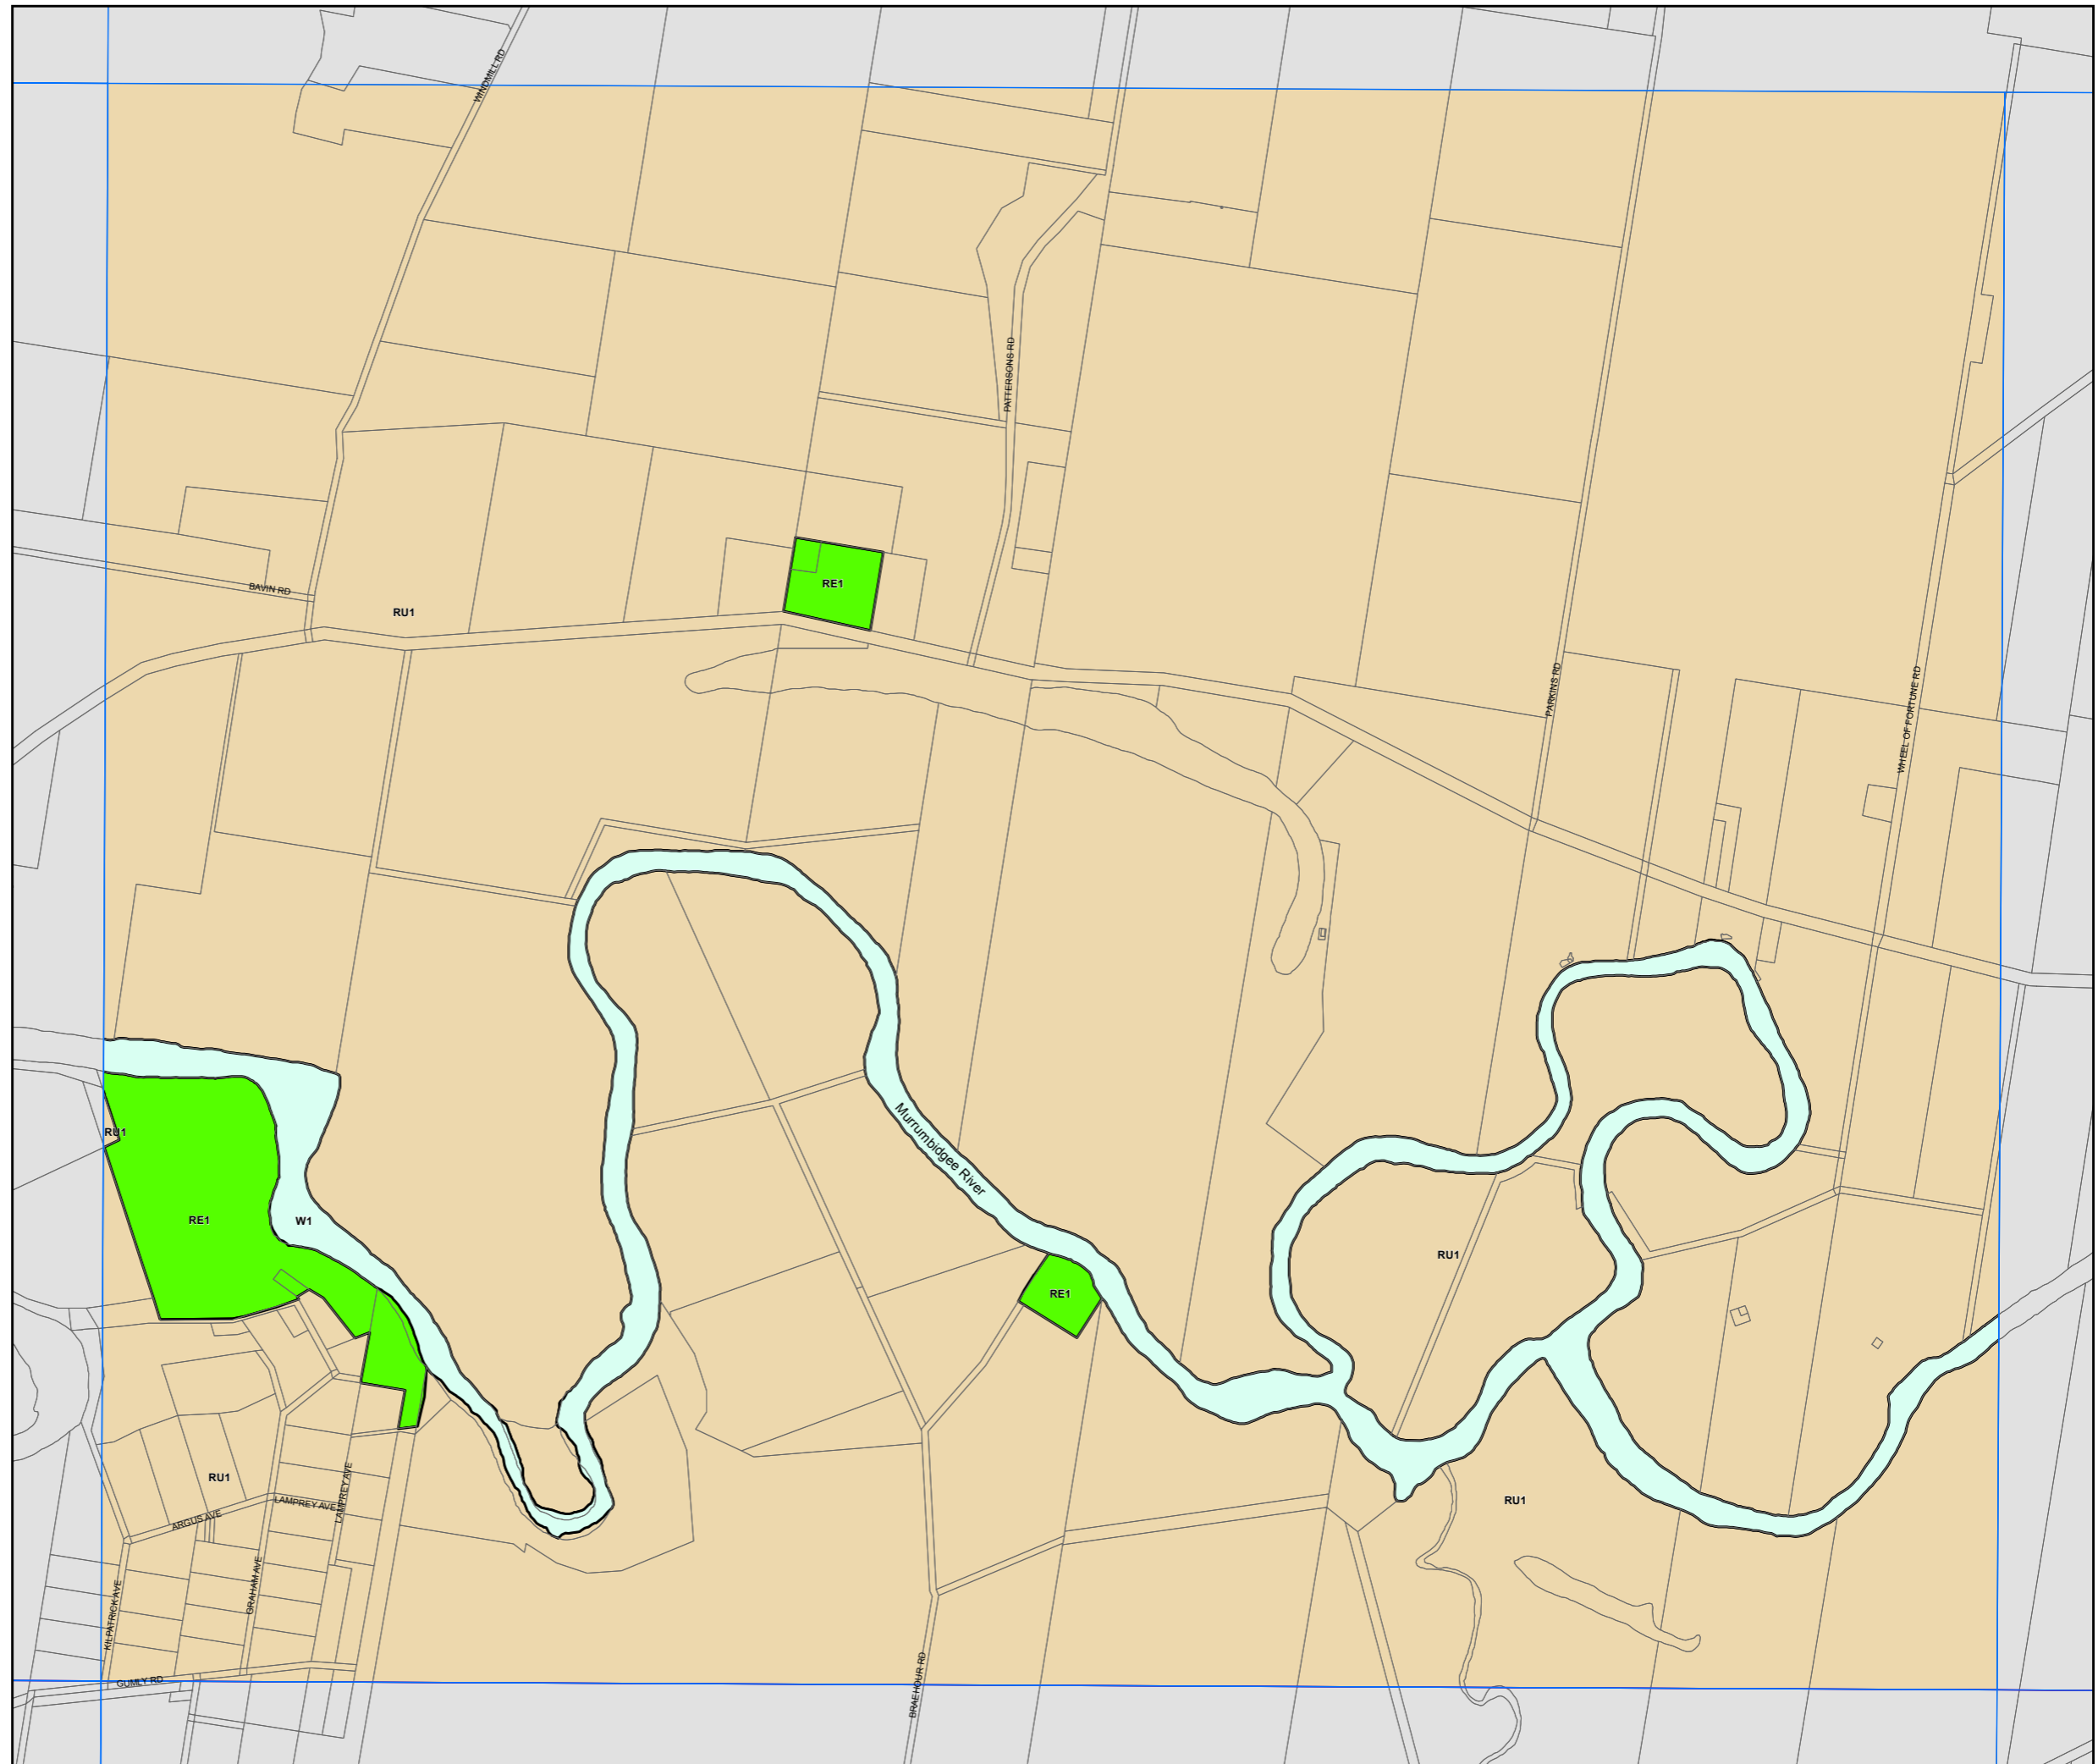 WINDMILL RD
PATTERSONS RD
BAVIN RD
RE1
RU1
PARKINS RD
WHEEL OF FORTUNE RD
RU1
Murrumbidgee River
RE1
W1
RU1
RE1
RU1
LAMPREY AVE
LAMPREY AVE
ARGUS AVE
RU1
GRAHAM AVE
KILPATRICK AVE
GUMLY RD
BRAEHOUR RD